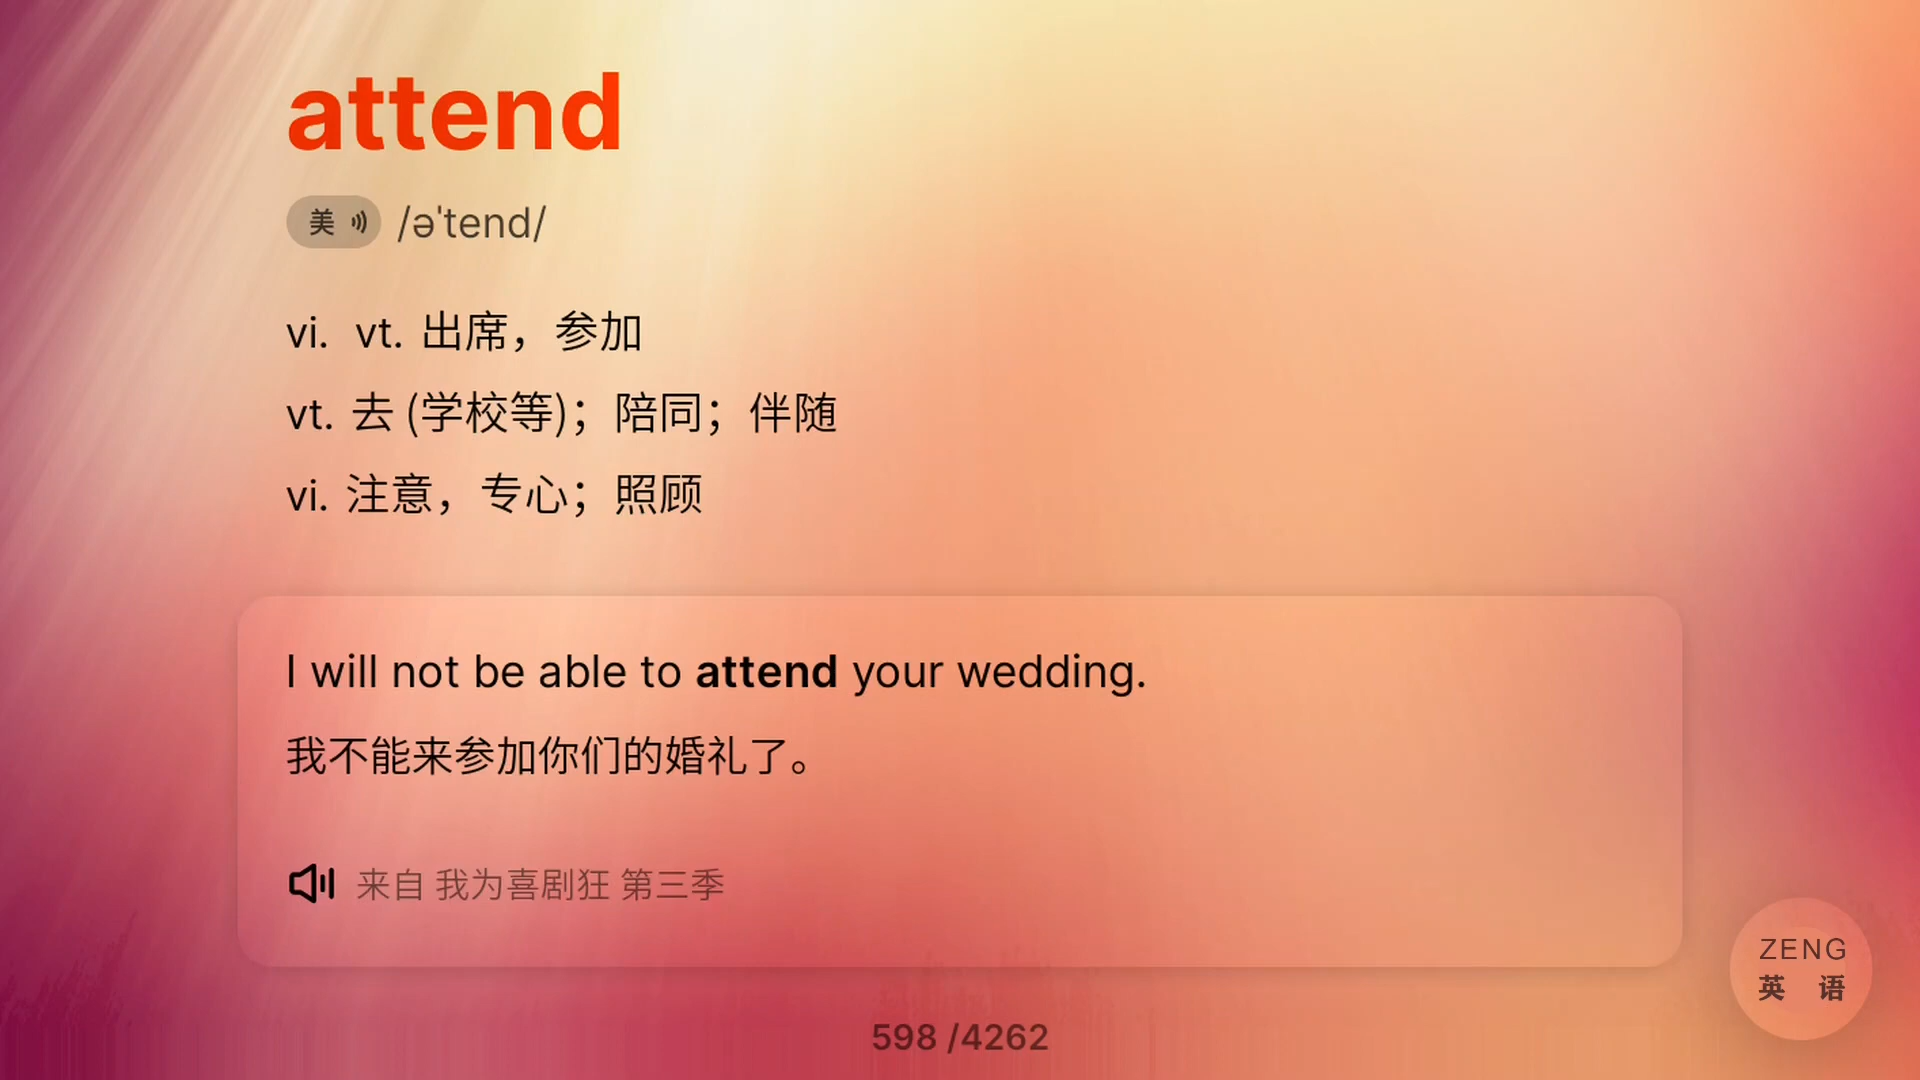 attend
美 /ə'tend/
vi. vt. 出席，参加
vt. 去 (学校等)；陪同；伴随
vi. 注意，专心；照顾
I will not be able to attend your wedding.
我不能来参加你们的婚礼了。
来自 我为喜剧狂 第三季
ZENG
英 语
598 /4262